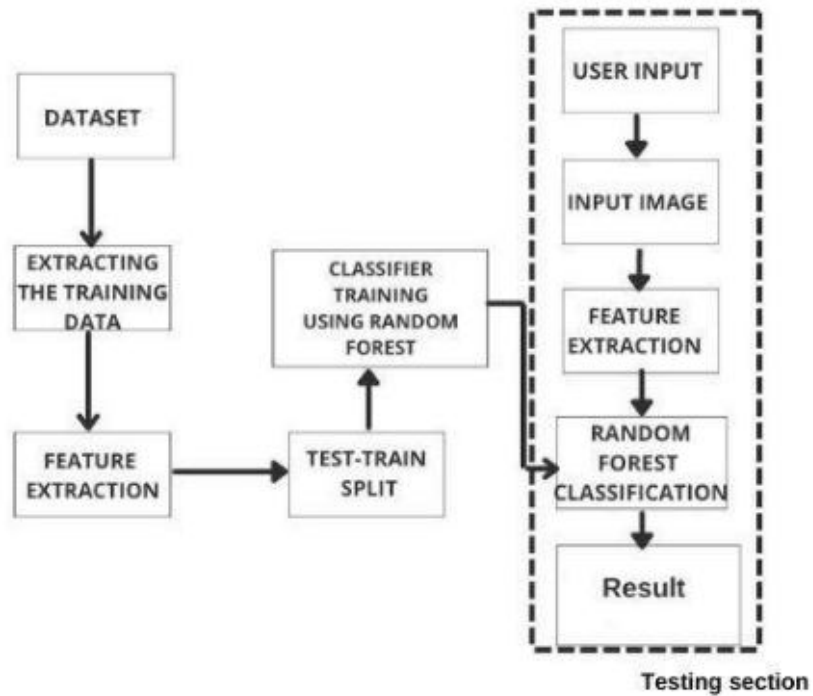 DATASET
EXTRACTING
THE TRAINING
DATA
FEATURE
EXTRACTION
TEST-TRAIN
SPLIT
CLASSIFIER
TRAINING
USING RANDOM
FOREST
USER INPUT
INPUT IMAGE
FEATURE
EXTRACTION
RANDOM
FOREST
CLASSIFICATION
Result
Testing section